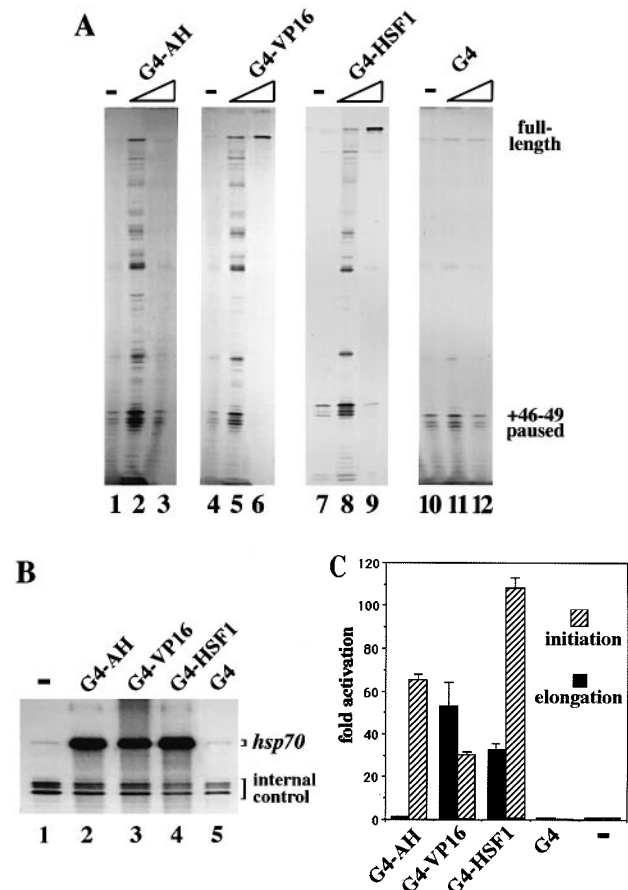 A
- G4-AH - G4-VP16 - G4-HSF1 - G4
full-
length
+46-49
paused
1 2 3 4 5 6 7 8 9 10 11 12
B
- G4-AH G4-VP16 G4-HSF1 G4
hsp70
internal
control
1 2 3 4 5
C
fold activation
120
100
80
60
40
20
0
initiation
elongation
G4-AH G4-VP16 G4-HSF1 G4 -